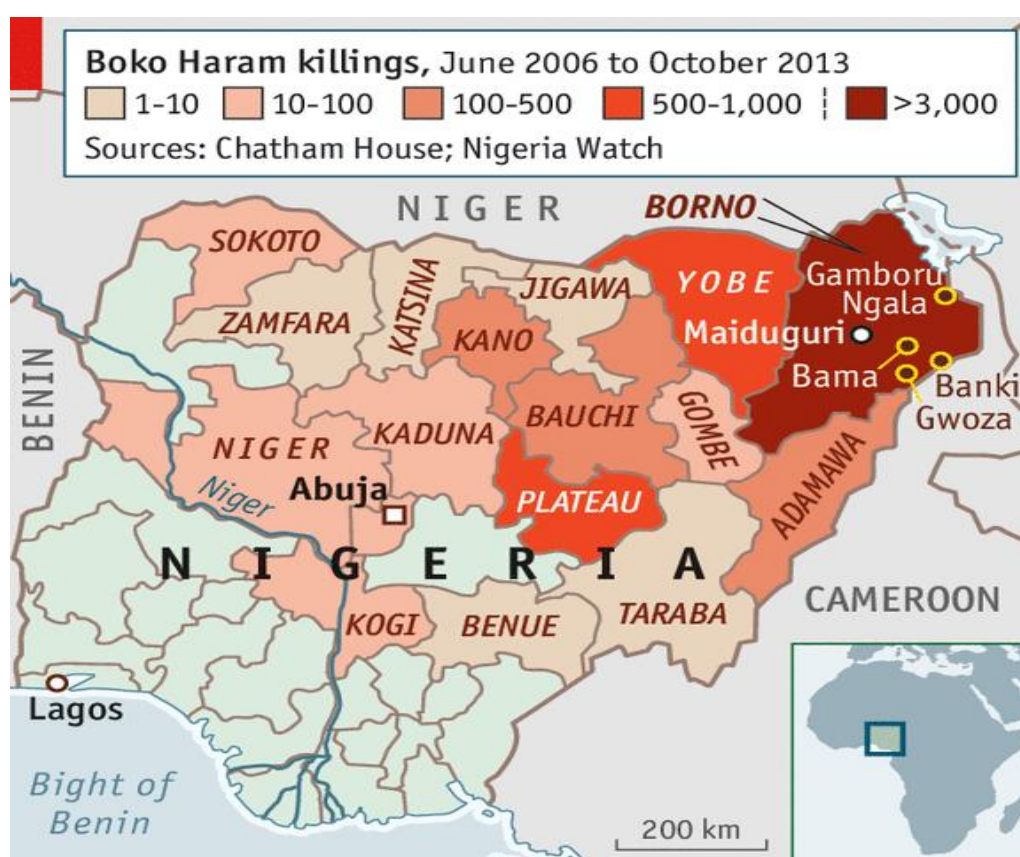 Boko Haram killings, June 2006 to October 2013
1-10 10-100 100-500 500-1,000 >3,000
Sources: Chatham House; Nigeria Watch
NIGER
BORNO
SOKOTO
YOBE
Gamboru
Ngala
KATSINA
JIGAWA
ZAMFARA
KANO
Maiduguri
Bama
Banki
Gwoza
BENIN
BAUCHI
GOMBE
KADUNA
NIGER
Niger
Abuja
PLATEAU
ADAMAWA
NIGERIA
CAMEROON
KOGI
BENUE
TARABA
Lagos
Bight of
Benin
200 km